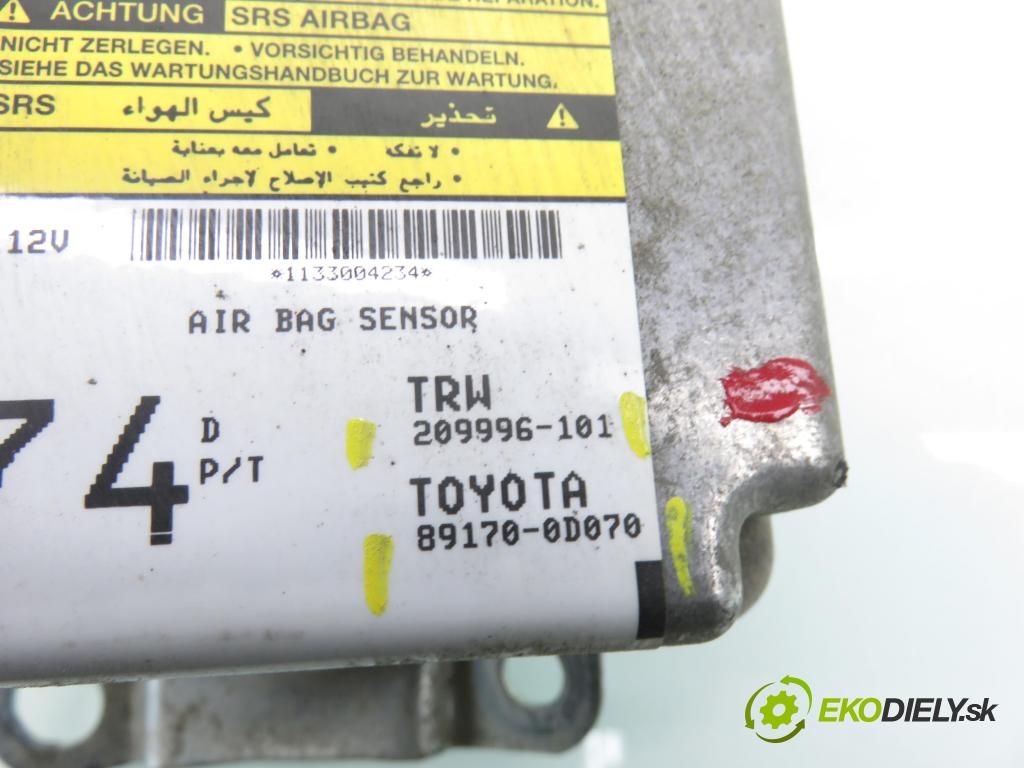 ACHTUNG SRS AIRBAG
NICHT ZERLEGEN. • VORSICHTIG BEHANDELN.
SIEHE DAS WARTUNGSHANDBUCH ZUR WARTUNG.
SRS كيس الهواء تحذير
• لا تفكه • تعامل معه بعناية
• راجع كتيب الإصلاح لاجراء الصيانة
12V
*1133004234*
AIR BAG SENSOR
74 D P/T
TRW
209996-101
TOYOTA
89170-0D070
EKODIELY.sk